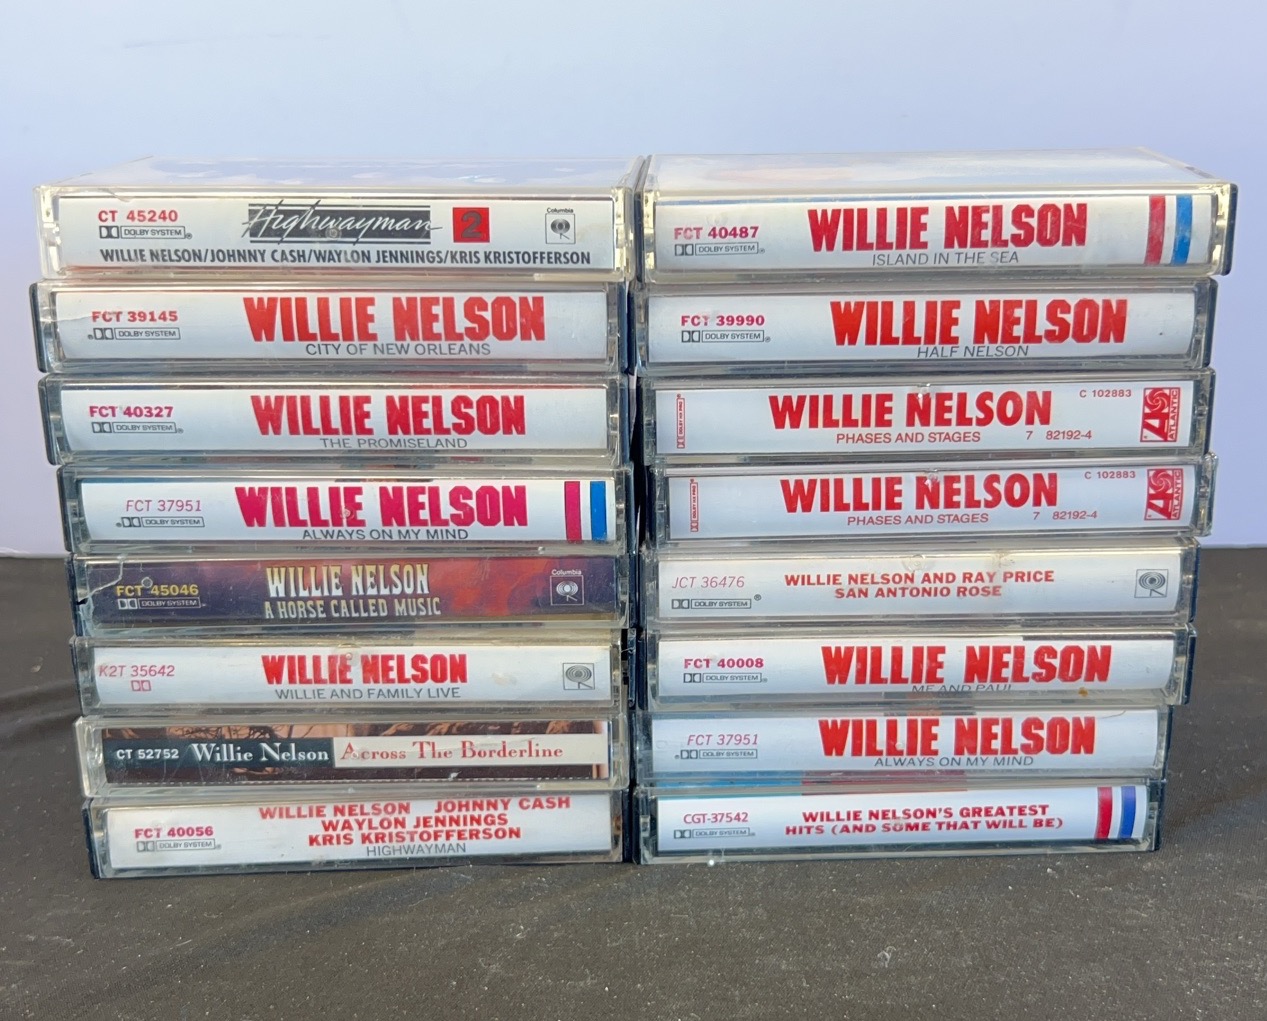 CT 45240
Highwayman 2
Columbia
DOLBY SYSTEM
WILLIE NELSON/JOHNNY CASH/WAYLON JENNINGS/KRIS KRISTOFFERSON
FCT 39145
DOLBY SYSTEM
WILLIE NELSON
CITY OF NEW ORLEANS
FCT 40327
DOLBY SYSTEM
WILLIE NELSON
THE PROMISELAND
FCT 37951
DOLBY SYSTEM
WILLIE NELSON
ALWAYS ON MY MIND
FCT 45046
DOLBY SYSTEM
WILLIE NELSON
A HORSE CALLED MUSIC
Columbia
K2T 35642
WILLIE NELSON
WILLIE AND FAMILY LIVE
CT 52752 Willie Nelson Across The Borderline
FCT 40056
DOLBY SYSTEM
WILLIE NELSON JOHNNY CASH
WAYLON JENNINGS
KRIS KRISTOFFERSON
HIGHWAYMAN
FCT 40487
DOLBY SYSTEM
WILLIE NELSON
ISLAND IN THE SEA
FCT 39990
DOLBY SYSTEM
WILLIE NELSON
HALF NELSON
WILLIE NELSON
PHASES AND STAGES 7 82192-4
C 102883
ATLANTIC
WILLIE NELSON
PHASES AND STAGES 7 82192-4
C 102883
ATLANTIC
JCT 36476
DOLBY SYSTEM®
WILLIE NELSON AND RAY PRICE
SAN ANTONIO ROSE
FCT 40008
DOLBY SYSTEM
WILLIE NELSON
ME AND PAUL
FCT 37951
DOLBY SYSTEM
WILLIE NELSON
ALWAYS ON MY MIND
CGT-37542
DOLBY SYSTEM
WILLIE NELSON'S GREATEST
HITS (AND SOME THAT WILL BE)